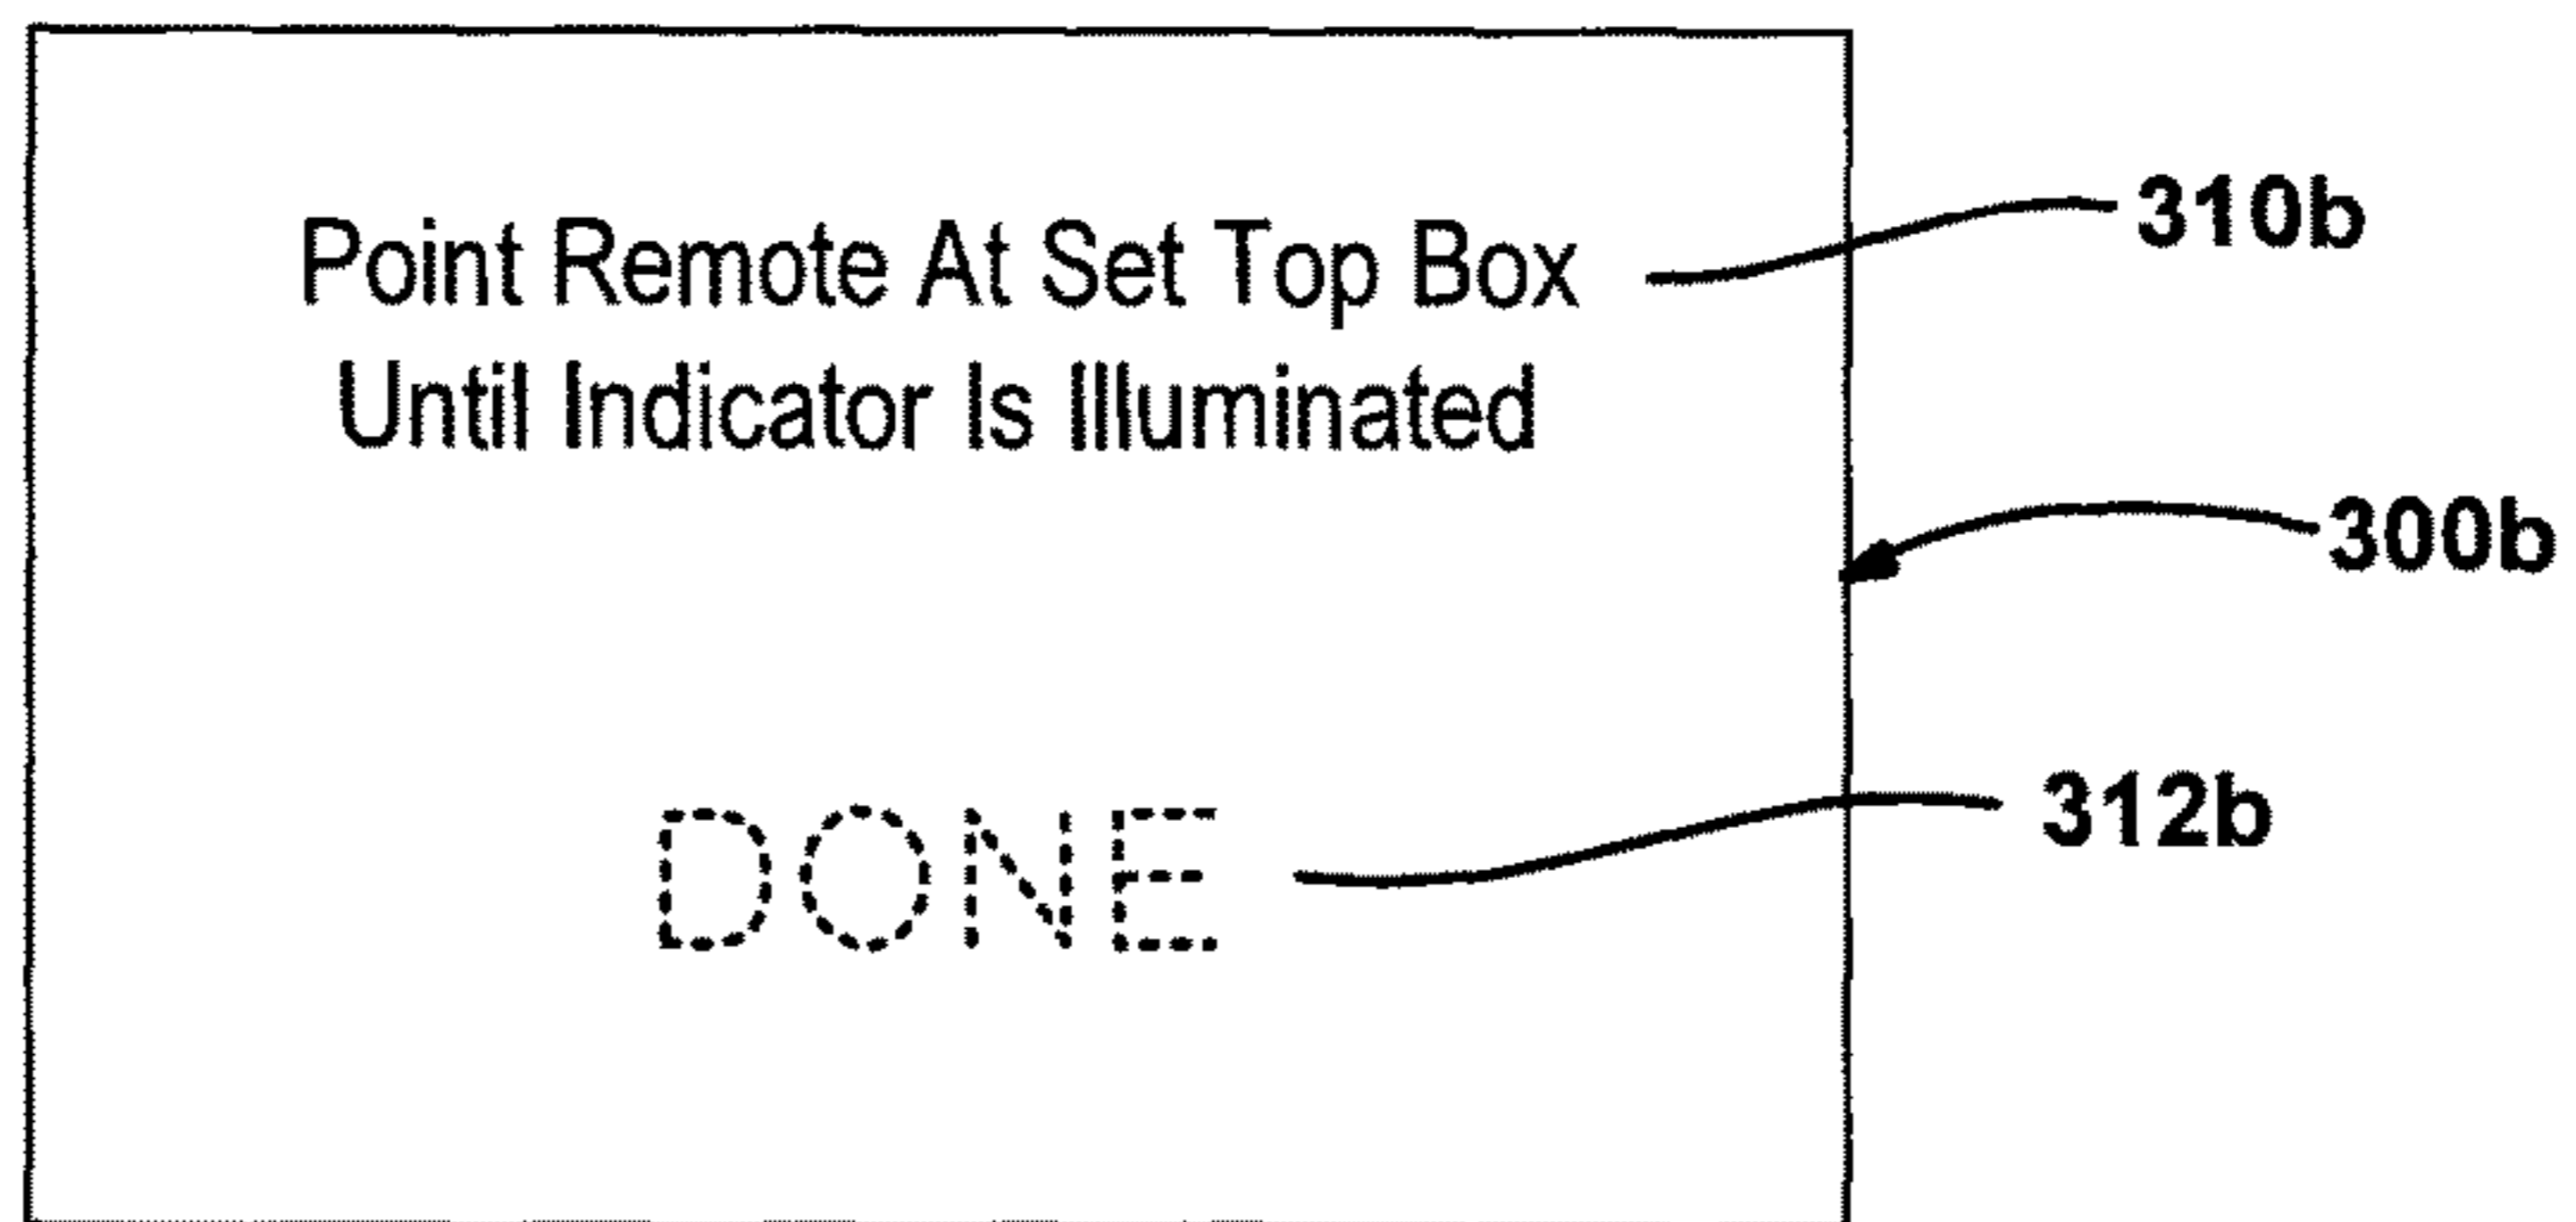 Point Remote At Set Top Box
Until Indicator Is Illuminated
DONE
310b
300b
312b